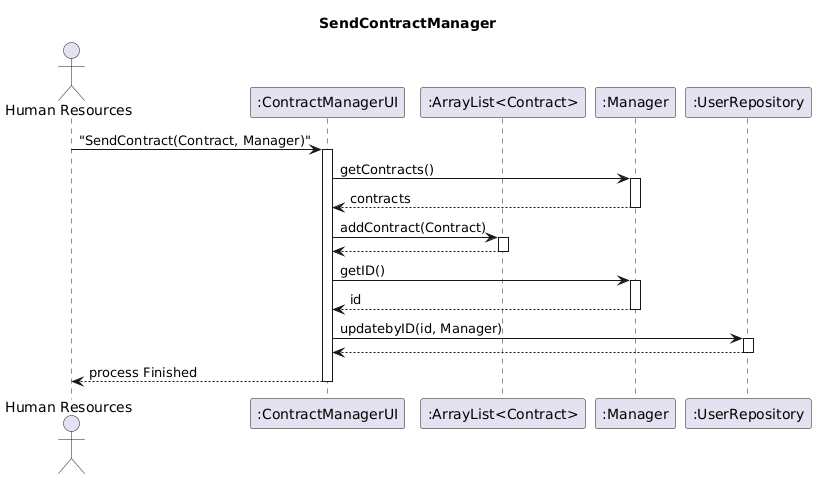 SendContractManager
Human Resources
:ContractManagerUI
:ArrayList<Contract>
:Manager
:UserRepository
"SendContract(Contract, Manager)"
getContracts()
contracts
addContract(Contract)
getID()
id
updatebyID(id, Manager)
process Finished
Human Resources
:ContractManagerUI
:ArrayList<Contract>
:Manager
:UserRepository